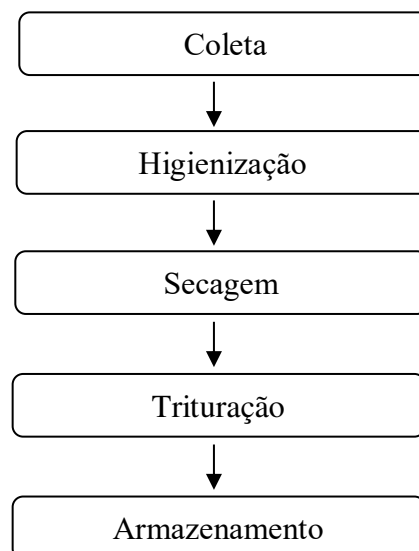 Coleta
Higienização
Secagem
Trituração
Armazenamento